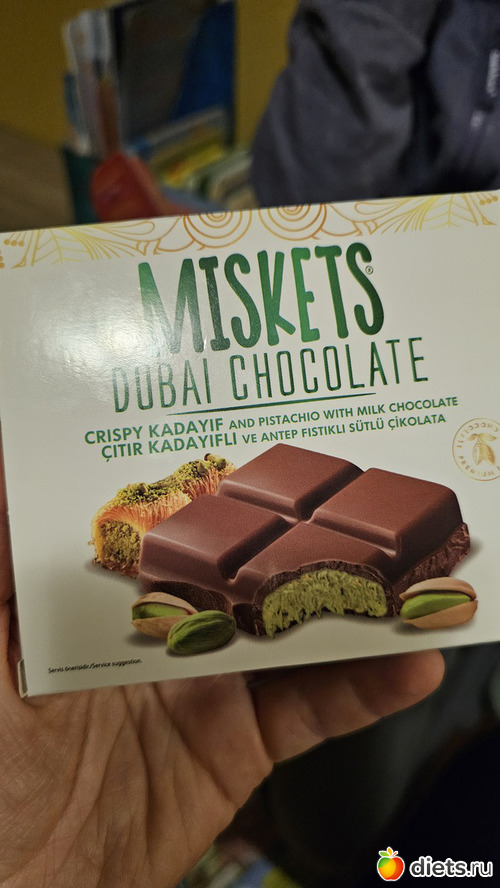 MISKETS®
DUBAI CHOCOLATE
CRISPY KADAYIF AND PISTACHIO WITH MILK CHOCOLATE
ÇITIR KADAYIFLI VE ANTEP FISTIKLI SÜTLÜ ÇİKOLATA
Servis önerisidir./Service suggestion.
diets.ru